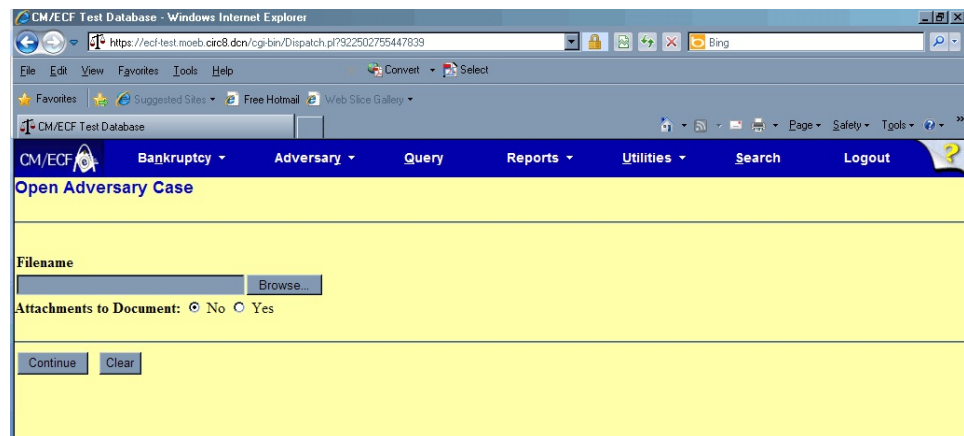 CM/ECF Test Database - Windows Internet Explorer
https://ecf-test.moeb.circ8.dcn/cgi-bin/Dispatch.pl?922502755447839
Bing
File Edit View Favorites Tools Help
Convert Select
Favorites Suggested Sites Free Hotmail Web Slice Gallery
CM/ECF Test Database
Page Safety Tools »
CM/ECF Bankruptcy Adversary Query Reports Utilities Search Logout ?
Open Adversary Case
Filename
Browse...
Attachments to Document: No Yes
Continue Clear